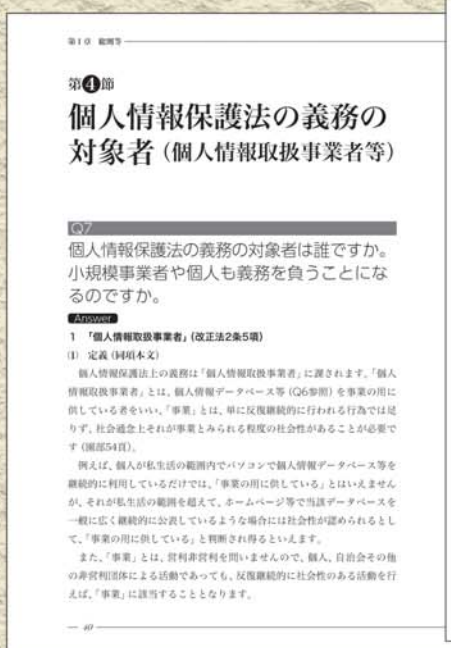 第1章 総則等
第4節
個人情報保護法の義務の
対象者（個人情報取扱事業者等）
Q7
個人情報保護法の義務の対象者は誰ですか。
小規模事業者や個人も義務を負うことにな
るのですか。
Answer
1 「個人情報取扱事業者」（改正法2条5項）
(1) 定義（同項本文）
個人情報保護法上の義務は「個人情報取扱事業者」に課されます。「個人
情報取扱事業者」とは、個人情報データベース等（Q6参照）を事業の用に
供している者をいい、「事業」とは、単に反復継続的に行われる行為では足
りず、社会通念上それが事業とみられる程度の社会性があることが必要で
す（園部54頁）。
例えば、個人が私生活の範囲内でパソコンで個人情報データベース等を
継続的に利用しているだけでは、「事業の用に供している」とはいえません
が、それが私生活の範囲を超えて、ホームページ等で当該データベースを
一般に広く継続的に公表しているような場合には社会性が認められるとし
て、「事業の用に供している」と判断され得るといえます。
また、「事業」とは、営利非営利を問いませんので、個人、自治会その他
の非営利団体による活動であっても、反復継続的に社会性のある活動を行
えば、「事業」に該当することとなります。
— 40 —